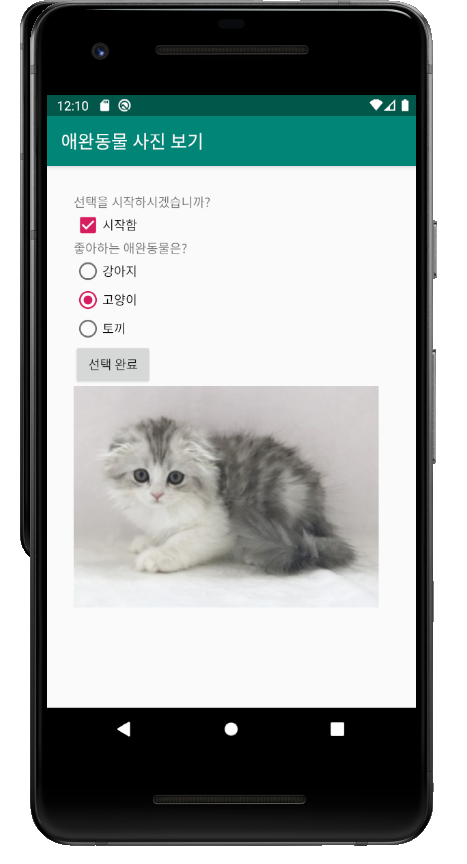 12:10
애완동물 사진 보기
선택을 시작하시겠습니까?
시작함
좋아하는 애완동물은?
강아지
고양이
토끼
선택 완료